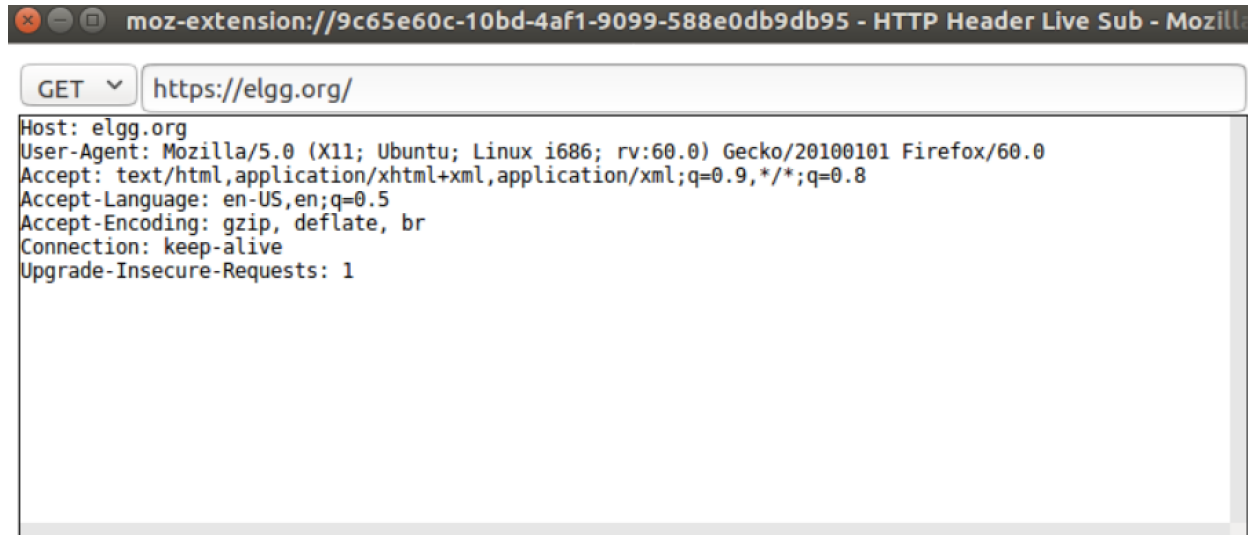 moz-extension://9c65e60c-10bd-4af1-9099-588e0db9db95 - HTTP Header Live Sub - Mozilla
GET https://elgg.org/
Host: elgg.org
User-Agent: Mozilla/5.0 (X11; Ubuntu; Linux i686; rv:60.0) Gecko/20100101 Firefox/60.0
Accept: text/html,application/xhtml+xml,application/xml;q=0.9,*/*;q=0.8
Accept-Language: en-US,en;q=0.5
Accept-Encoding: gzip, deflate, br
Connection: keep-alive
Upgrade-Insecure-Requests: 1